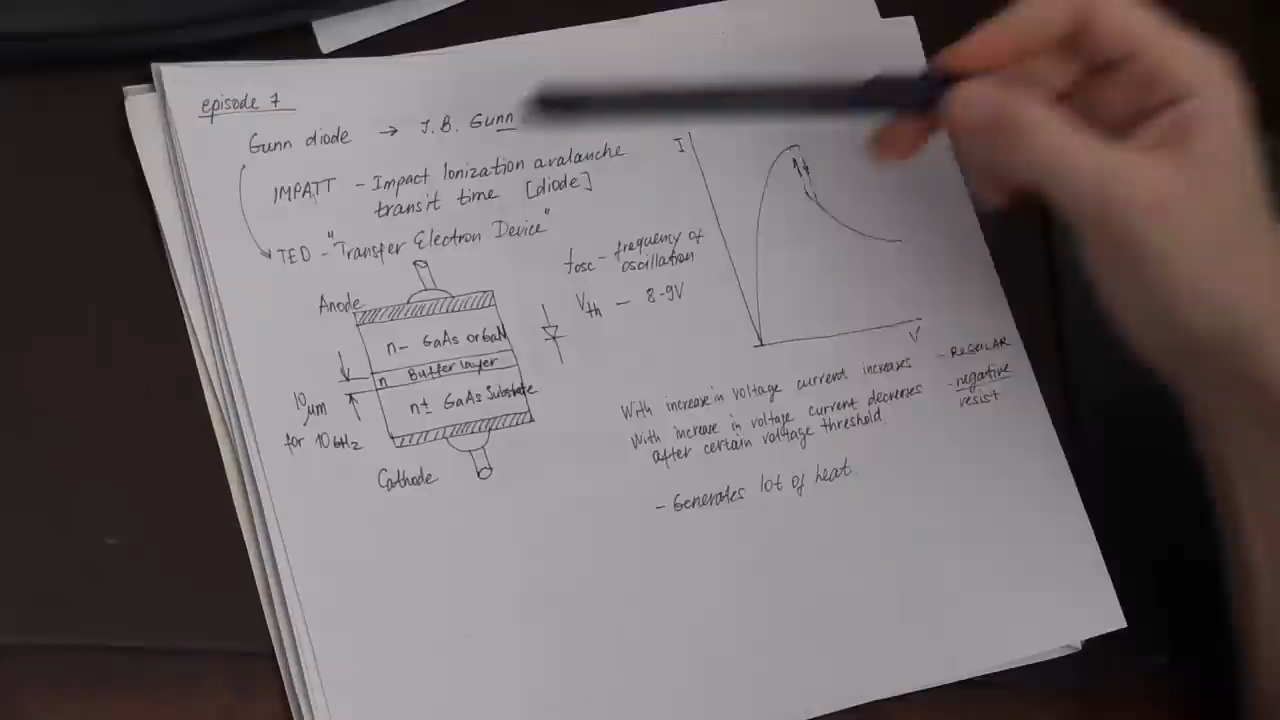 episode 7
Gunn diode → J. B. Gunn
IMPATT - Impact Ionization avalanche
transit time [diode]
TED - "Transfer Electron Device"
Anode
n- GaAs or GaN
n Buffer layer
n+ GaAs Substrate
10 μm
for 10 GHz
Cathode
fosc - frequency of
oscillation
Vth - 8-9V
I
V
With increase in voltage current increases - REGULAR
With increase in voltage current decreases - negative
resist
after certain voltage threshold.
- Generates lot of heat